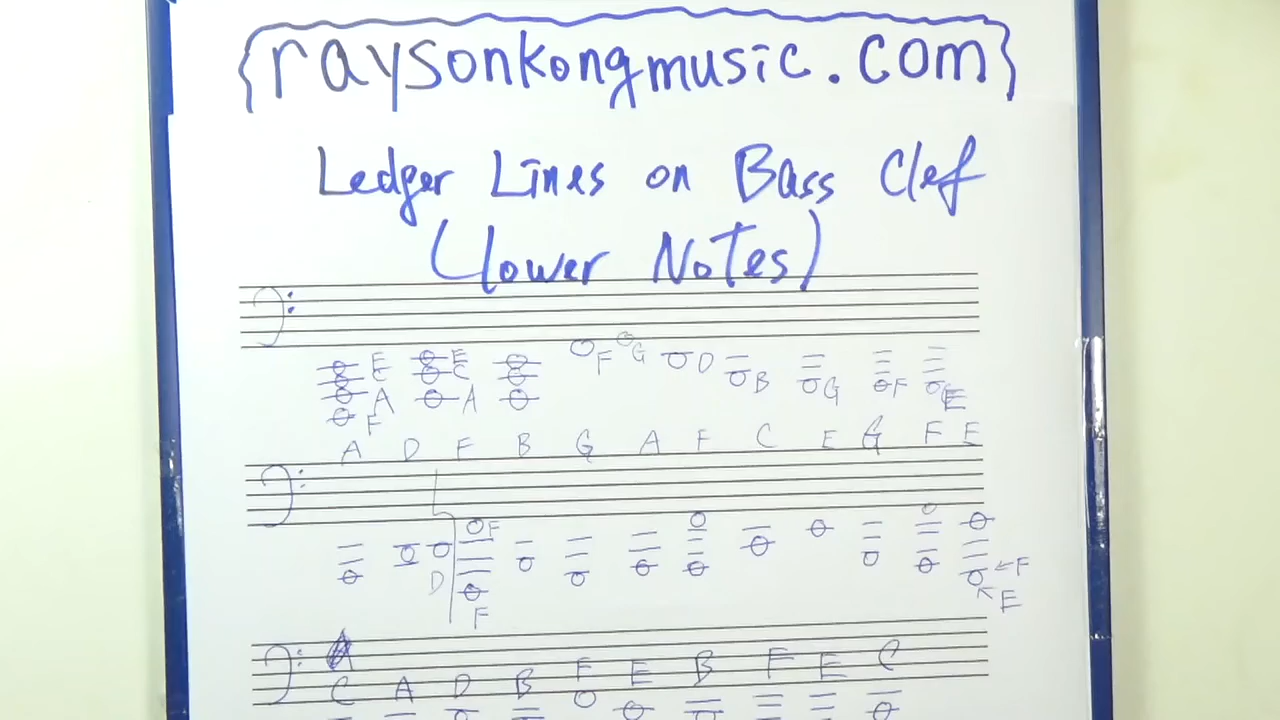 {raysonkongmusic.com}
Ledger Lines on Bass Clef
(lower Notes)
E E F G D B G F E
C C
A A
F
A D F B G A F C E G F E
F
D F
F E
C A D B F E B F E C